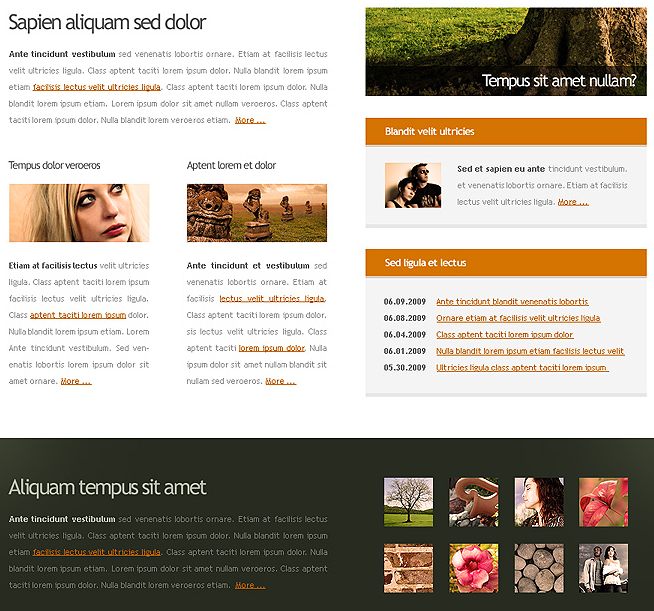 Sapien aliquam sed dolor
Ante tincidunt vestibulum sed venenatis lobortis ornare. Etiam at facilisis lectus
velit ultricies ligula. Class aptent taciti lorem ipsum dolor. Nulla blandit lorem ipsum
etiam facilisis lectus velit ultricies ligula. Class aptent taciti lorem ipsum dolor. Nulla
blandit lorem ipsum etiam. Lorem ipsum dolor sit amet nullam veroeros. Class aptent
taciti lorem ipsum dolor. Nulla blandit lorem veroeros etiam. More ...
Tempus dolor veroeros
Etiam at facilisis lectus velit ultricies
ligula. Class aptent taciti lorem ipsum
facilisis lectus velit ultricies ligula.
Class aptent taciti lorem ipsum dolor.
Nulla blandit lorem ipsum etiam. Lorem
Ante tincidunt vestibulum. Sed ven-
enatis lobortis dolor ipsum lorem sit
amet ornare. More ...
Aptent lorem et dolor
Ante tincidunt et vestibulum sed
venenatis lobortis ornare. Etiam at
facilisis lectus velit ultricies ligula.
Class aptent taciti lorem ipsum dolor.
sis lectus velit ultricies ligula. Class
aptent taciti lorem ipsum dolor. Nulla
ipsum dolor sit amet blandit sit amet
nullam sed veroeros. More ...
Tempus sit amet nullam?
Blandit velit ultricies
Sed et sapien eu ante tincidunt vestibulum.
et venenatis lobortis ornare. Etiam at facilisis
lectus velit ultricies ligula. More ...
Sed ligula et lectus
06.09.2009 Ante tincidunt blandit venenatis lobortis
06.08.2009 Ornare etiam at facilisis velit ultricies ligula
06.04.2009 Class aptent taciti lorem ipsum dolor
06.01.2009 Nulla blandit lorem ipsum etiam facilisis lectus velit
05.30.2009 Ultricies ligula class aptent taciti lorem ipsum
Aliquam tempus sit amet
Ante tincidunt vestibulum sed venenatis lobortis ornare. Etiam at facilisis lectus
velit ultricies ligula. Class aptent taciti lorem ipsum dolor. Nulla blandit lorem ipsum
etiam facilisis lectus velit ultricies ligula. Class aptent taciti lorem ipsum dolor. Nulla
blandit lorem ipsum etiam. Lorem ipsum dolor sit amet nullam veroeros. Class aptent
taciti lorem ipsum dolor. Nulla blandit lorem veroeros etiam. More ...